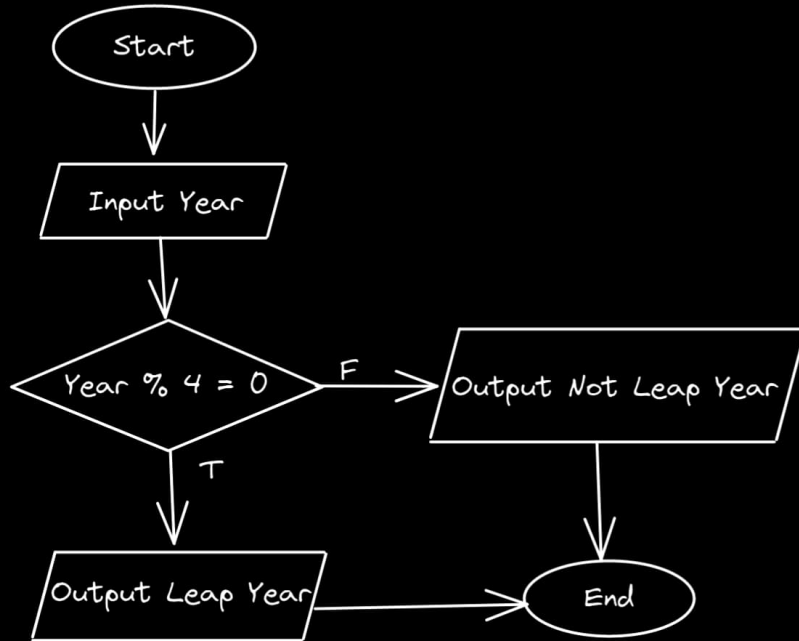 Start
Input Year
Year % 4 = 0
F
Output Not Leap Year
T
Output Leap Year
End